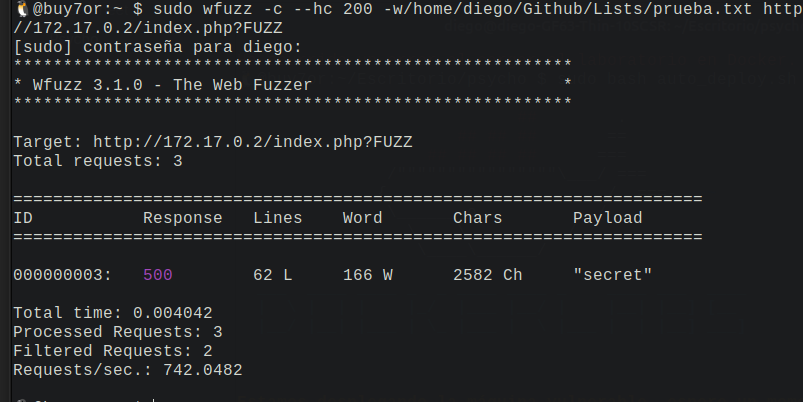 🐧@buy7or:~ $ sudo wfuzz -c --hc 200 -w/home/diego/Github/Lists/prueba.txt http
//172.17.0.2/index.php?FUZZ
[sudo] contraseña para diego:
********************************************************
* Wfuzz 3.1.0 - The Web Fuzzer                         *
********************************************************
Target: http://172.17.0.2/index.php?FUZZ
Total requests: 3
=====================================================================
ID           Response   Lines    Word       Chars       Payload
=====================================================================
000000003:   500        62 L     166 W      2582 Ch     "secret"
Total time: 0.004042
Processed Requests: 3
Filtered Requests: 2
Requests/sec.: 742.0482